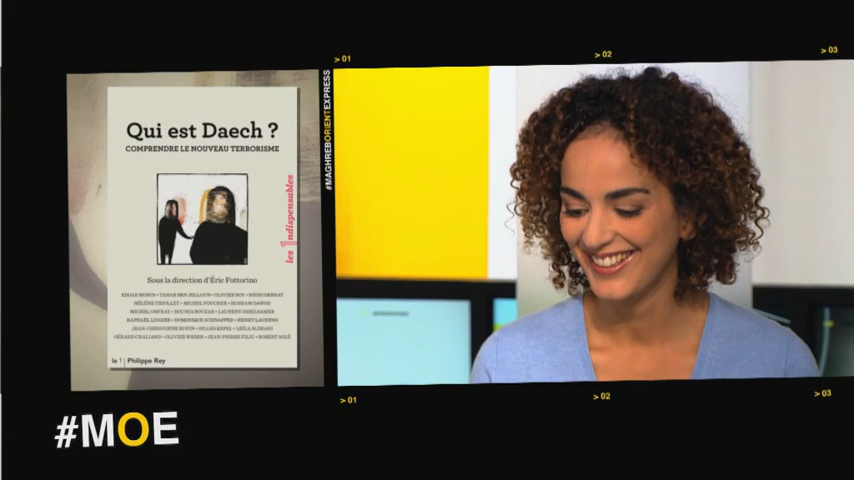 > 01
> 02
> 03
#MAGHREBORIENTEXPRESS
Qui est Daech ?
COMPRENDRE LE NOUVEAU TERRORISME
les 1ndispensables
Sous la direction d'Éric Fottorino
EDGAR MORIN • TAHAR BEN JELLOUN • OLIVIER ROY • RÉGIS DEBRAY
HÉLÈNE THIOLLET • MICHEL FOUCHER • HESHAM DAWOD
MICHEL ONFRAY • DOUNIA BOUZAR • LAURENT GREILSAMER
RAPHAËL LIOGIER • DOMINIQUE SCHNAPPER • HENRY LAURENS
JEAN-CHRISTOPHE RUFIN • GILLES KEPEL • LEÏLA SLIMANI
GÉRARD CHALIAND • OLIVIER WEBER • JEAN-PIERRE FILIU • ROBERT SOLÉ
le 1 | Philippe Rey
> 01
> 02
> 03
#MOE